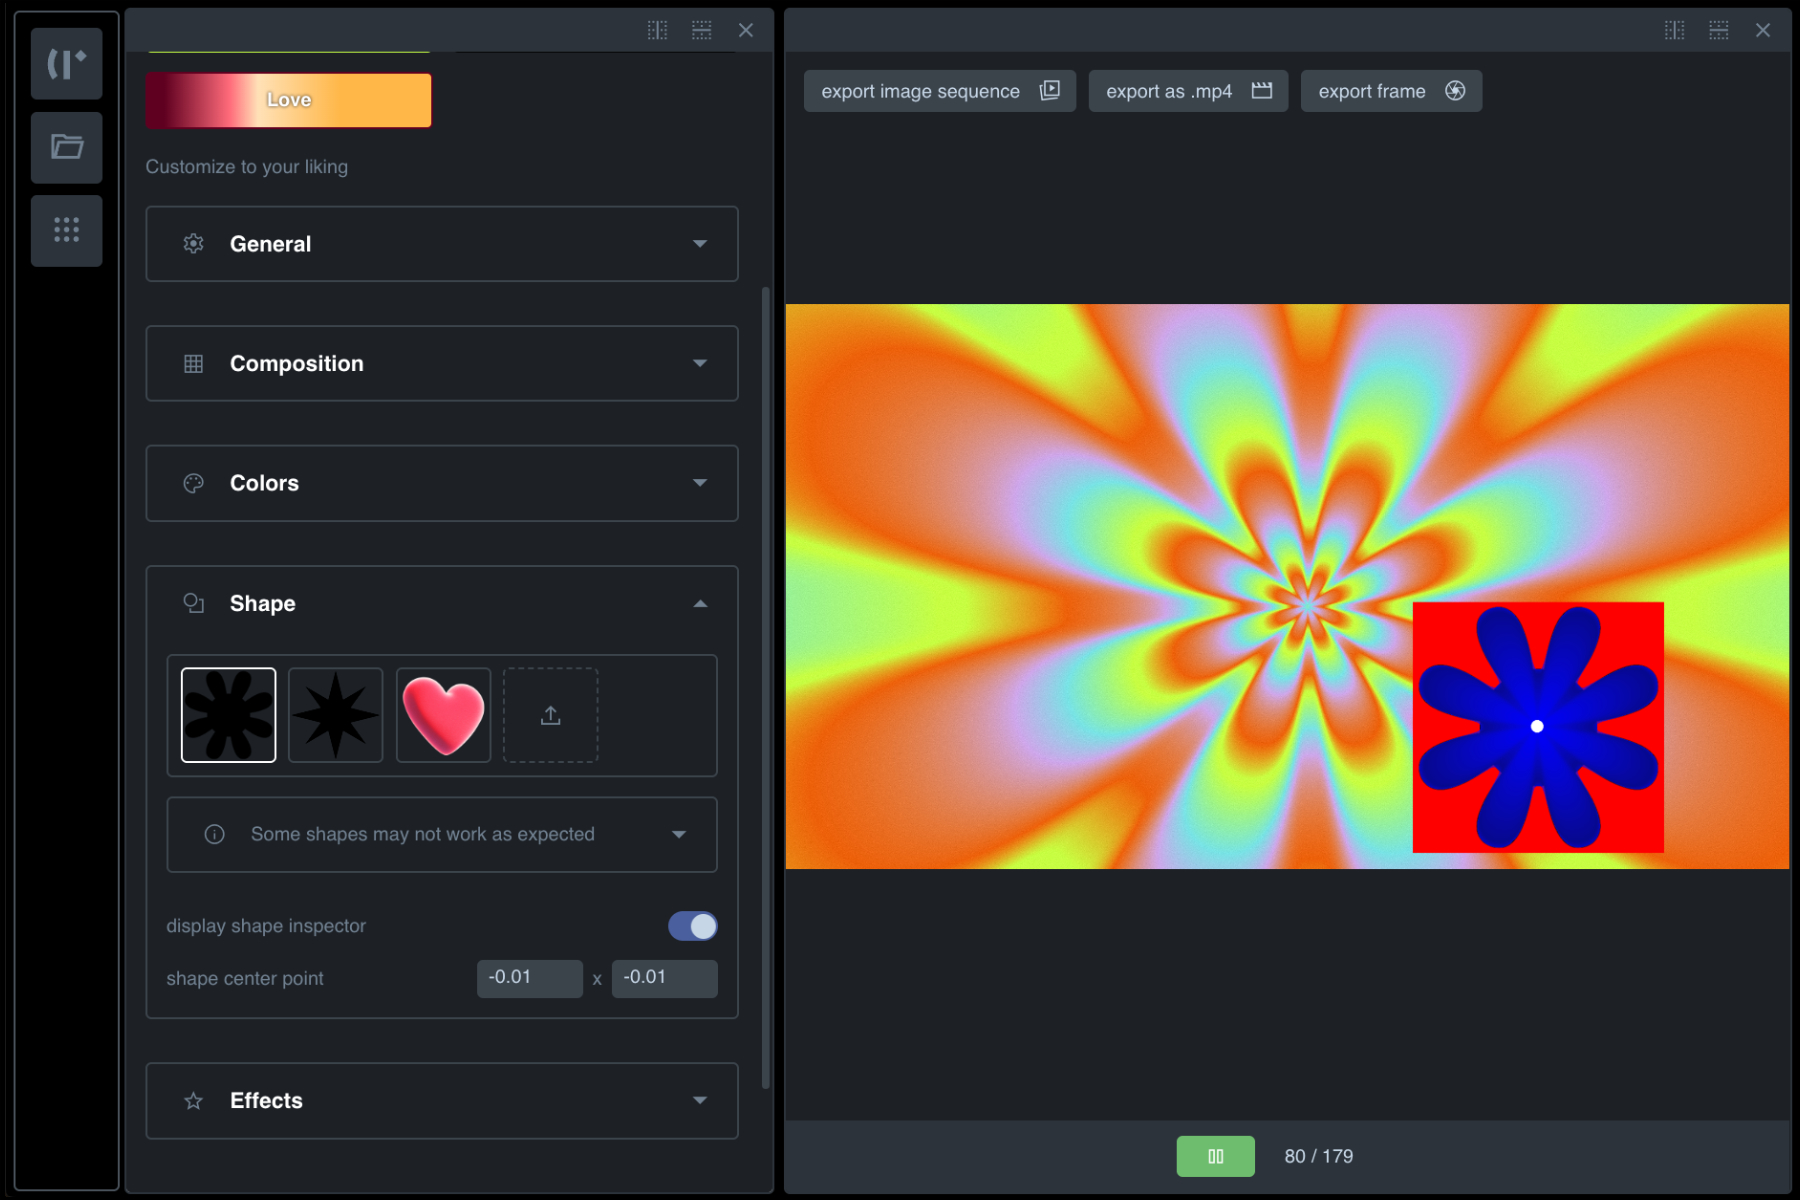 Love
Customize to your liking
General
Composition
Colors
Shape
Some shapes may not work as expected
display shape inspector
shape center point -0.01 x -0.01
Effects
export image sequence export as .mp4 export frame
80 / 179